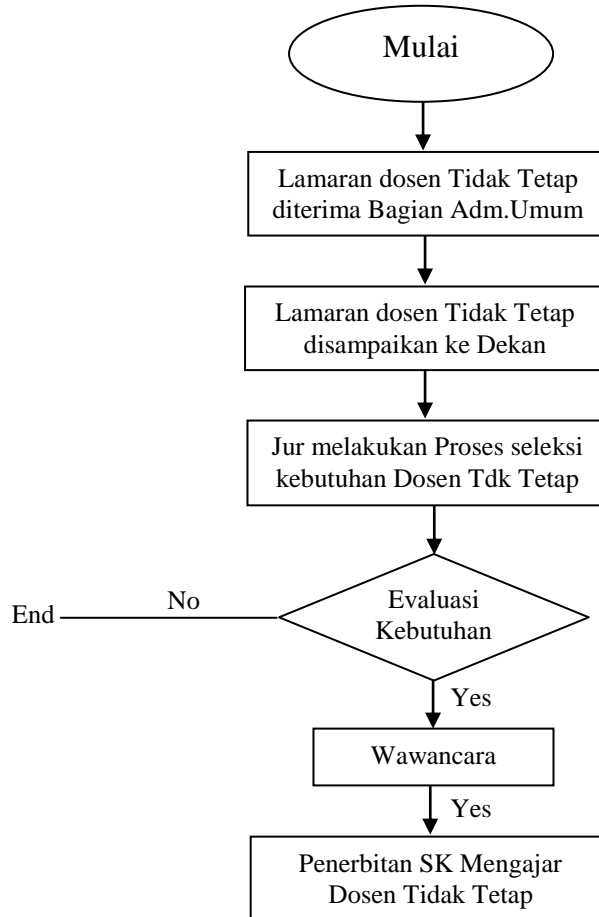 Mulai
Lamaran dosen Tidak Tetap
diterima Bagian Adm.Umum
Lamaran dosen Tidak Tetap
disampaikan ke Dekan
Jur melakukan Proses seleksi
kebutuhan Dosen Tdk Tetap
Evaluasi
Kebutuhan
No
End
Yes
Wawancara
Yes
Penerbitan SK Mengajar
Dosen Tidak Tetap